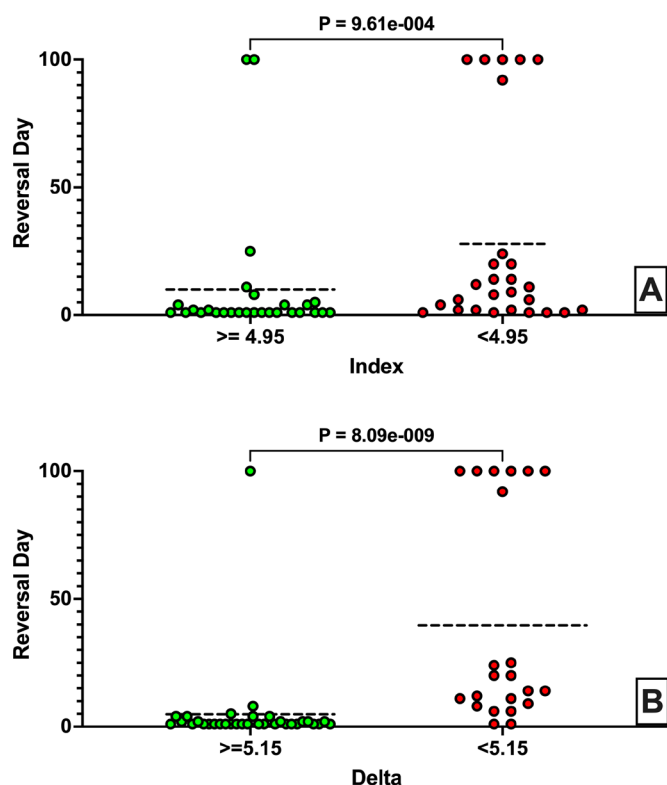 P = 9.61e-004
100
50
0
Reversal Day
>= 4.95
<4.95
Index
A
P = 8.09e-009
100
50
0
Reversal Day
>=5.15
<5.15
Delta
B